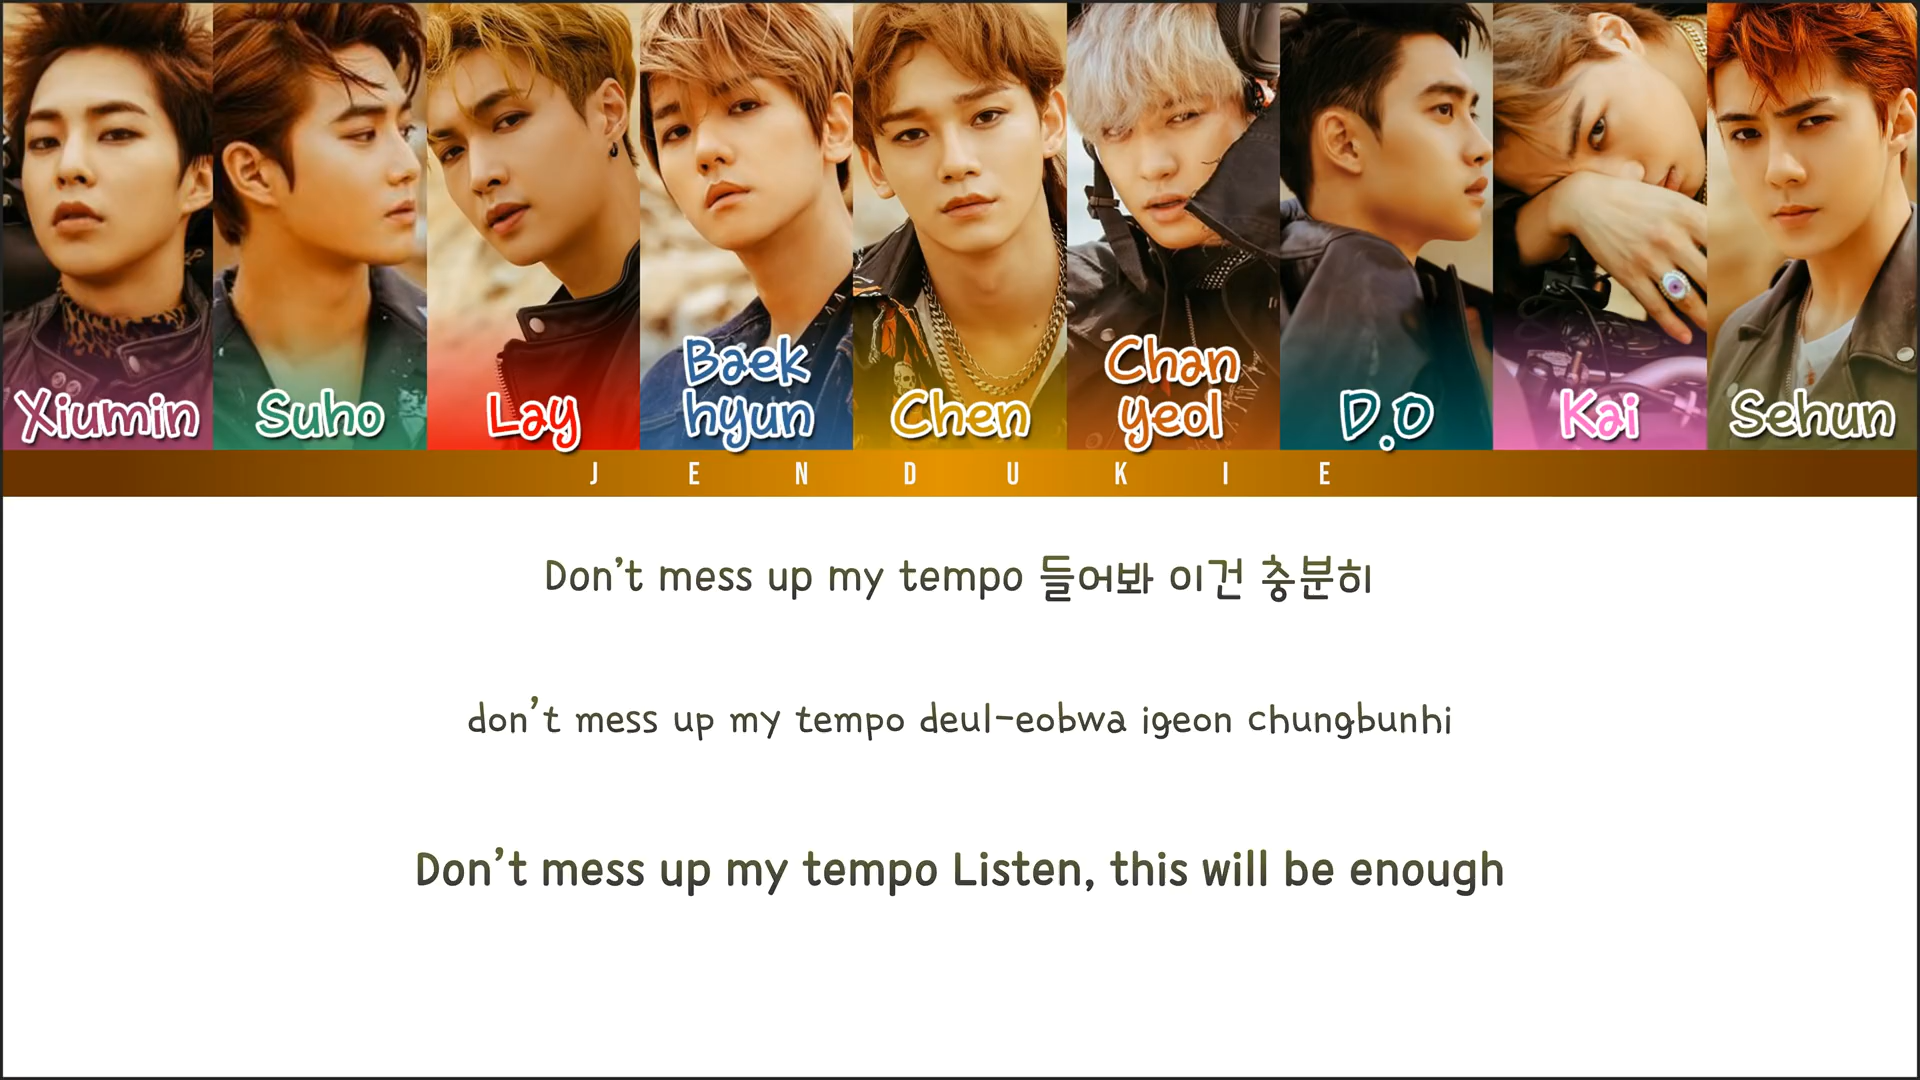 Xiumin
Suho
Lay
Baek
hyun
Chen
Chan
yeol
D.O
Kai
Sehun
JENDUKIE
Don't mess up my tempo 들어봐 이건 충분히
don't mess up my tempo deul-eobwa igeon chungbunhi
Don't mess up my tempo Listen, this will be enough